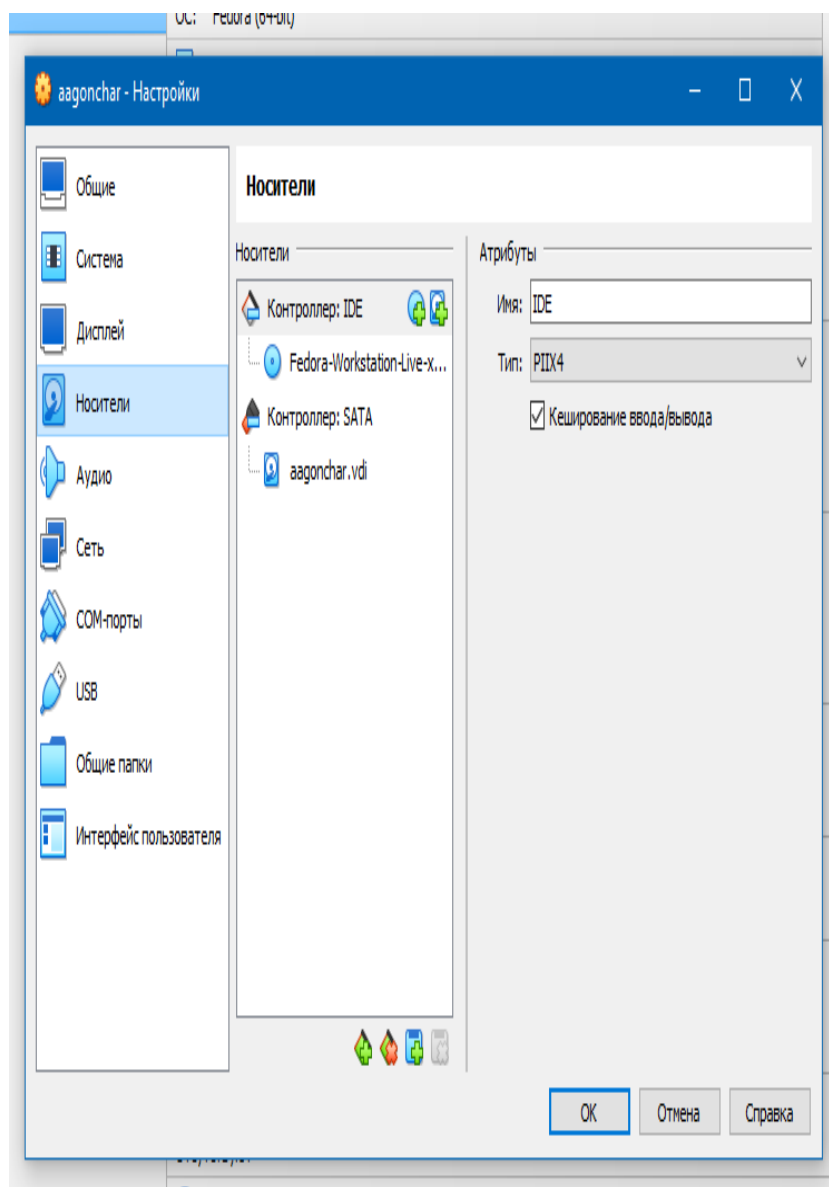 ОС: Fedora (64-bit)
aagonchar - Настройки
Общие
Система
Дисплей
Носители
Аудио
Сеть
COM-порты
USB
Общие папки
Интерфейс пользователя
Носители
Носители
Контроллер: IDE
Fedora-Workstation-Live-x...
Контроллер: SATA
aagonchar.vdi
Атрибуты
Имя: IDE
Тип: PIIX4
Кеширование ввода/вывода
OK
Отмена
Справка